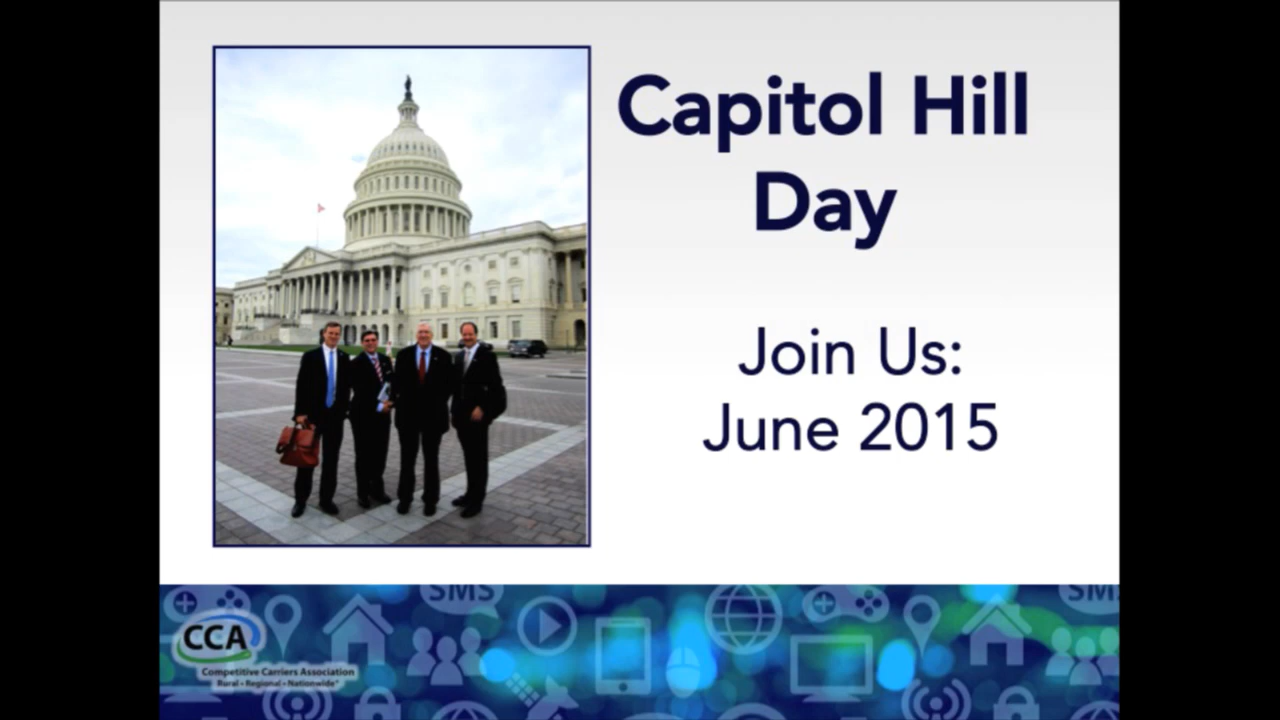 Capitol Hill
Day
Join Us:
June 2015
SMS
SMS
CCA
Competitive Carriers Association
Rural • Regional • Nationwide®